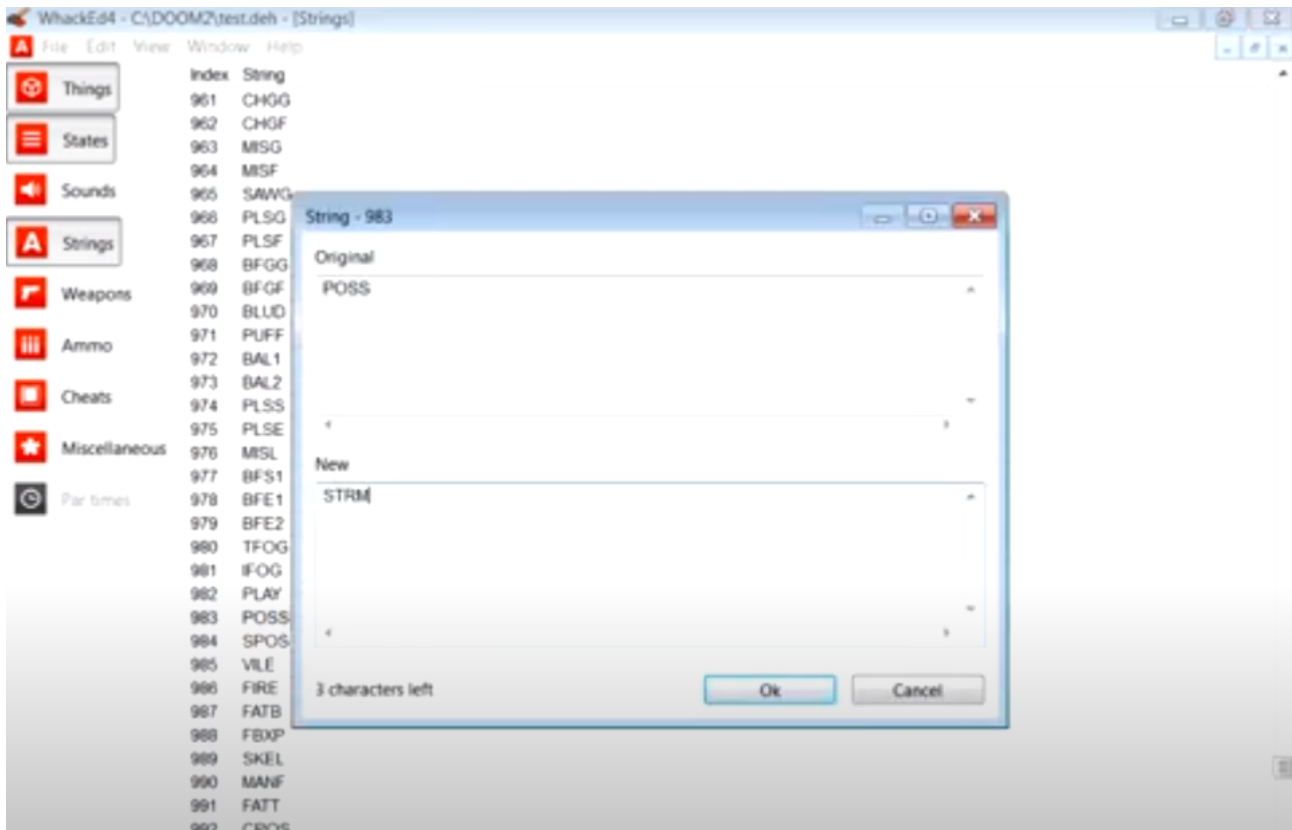 WhackEd4 - C:\DOOM2\test.deh - [Strings]
File Edit View Window Help
Things
States
Sounds
Strings
Weapons
Ammo
Cheats
Miscellaneous
Par times
Index String
961 CHGG
962 CHGF
963 MISG
964 MISF
965 SAWG
966 PLSG
967 PLSF
968 BFGG
969 BFGF
970 BLUD
971 PUFF
972 BAL1
973 BAL2
974 PLSS
975 PLSE
976 MISL
977 BFS1
978 BFE1
979 BFE2
980 TFOG
981 IFOG
982 PLAY
983 POSS
984 SPOS
985 VILE
986 FIRE
987 FATB
988 FBXP
989 SKEL
990 MANF
991 FATT
992 CPOS
String - 983
Original
POSS
New
STRM
3 characters left
Ok Cancel